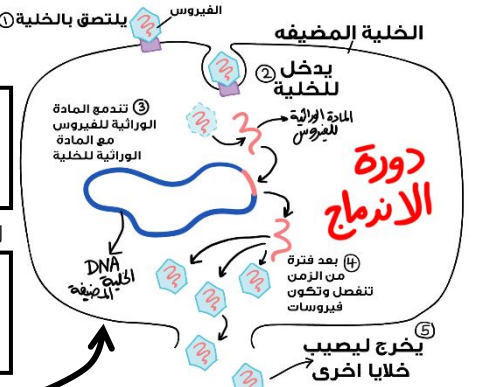 الفيروس
يلتصق بالخلية ①
الخلية المضيفه
② يدخل
للخلية
المادة الوراثية
للفيروس
③ تندمج المادة
الوراثية للفيروس
مع المادة
الوراثية للخلية
دورة
الاندماج
DNA
الخلية
المضيفة
④ بعد فترة
من الزمن
تنفصل وتكون
فيروسات
⑤
يخرج ليصيب
خلايا اخرى